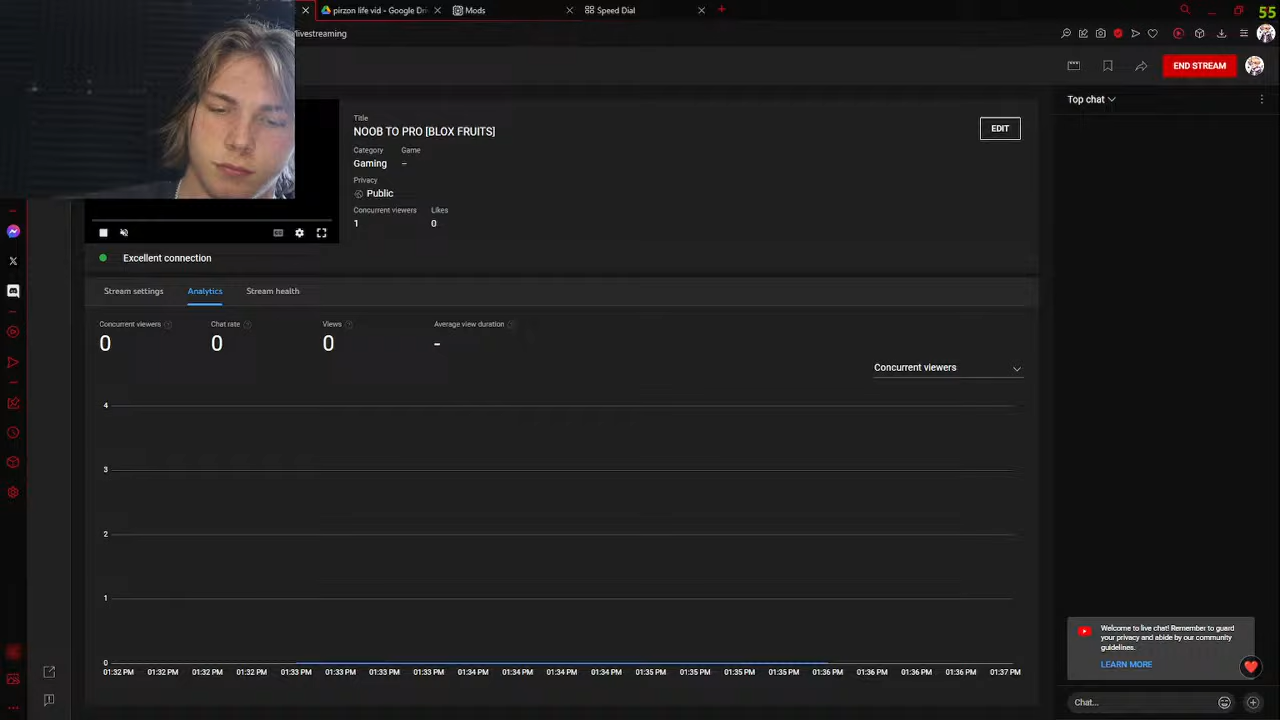 pirzon life vid - Google Dri
Mods
Speed Dial
55
/livestreaming
END STREAM
Top chat
Title
NOOB TO PRO [BLOX FRUITS]
EDIT
Category Game
Gaming –
Privacy
Public
Concurrent viewers Likes
1 0
Excellent connection
Stream settings Analytics Stream health
Concurrent viewers Chat rate Views Average view duration
0 0 0 -
Concurrent viewers
4
3
2
1
0
01:32 PM 01:32 PM 01:32 PM 01:32 PM 01:33 PM 01:33 PM 01:33 PM 01:33 PM 01:34 PM 01:34 PM 01:34 PM 01:34 PM 01:35 PM 01:35 PM 01:35 PM 01:35 PM 01:36 PM 01:36 PM 01:36 PM 01:36 PM 01:37 PM
Welcome to live chat! Remember to guard
your privacy and abide by our community
guidelines.
LEARN MORE
Chat...